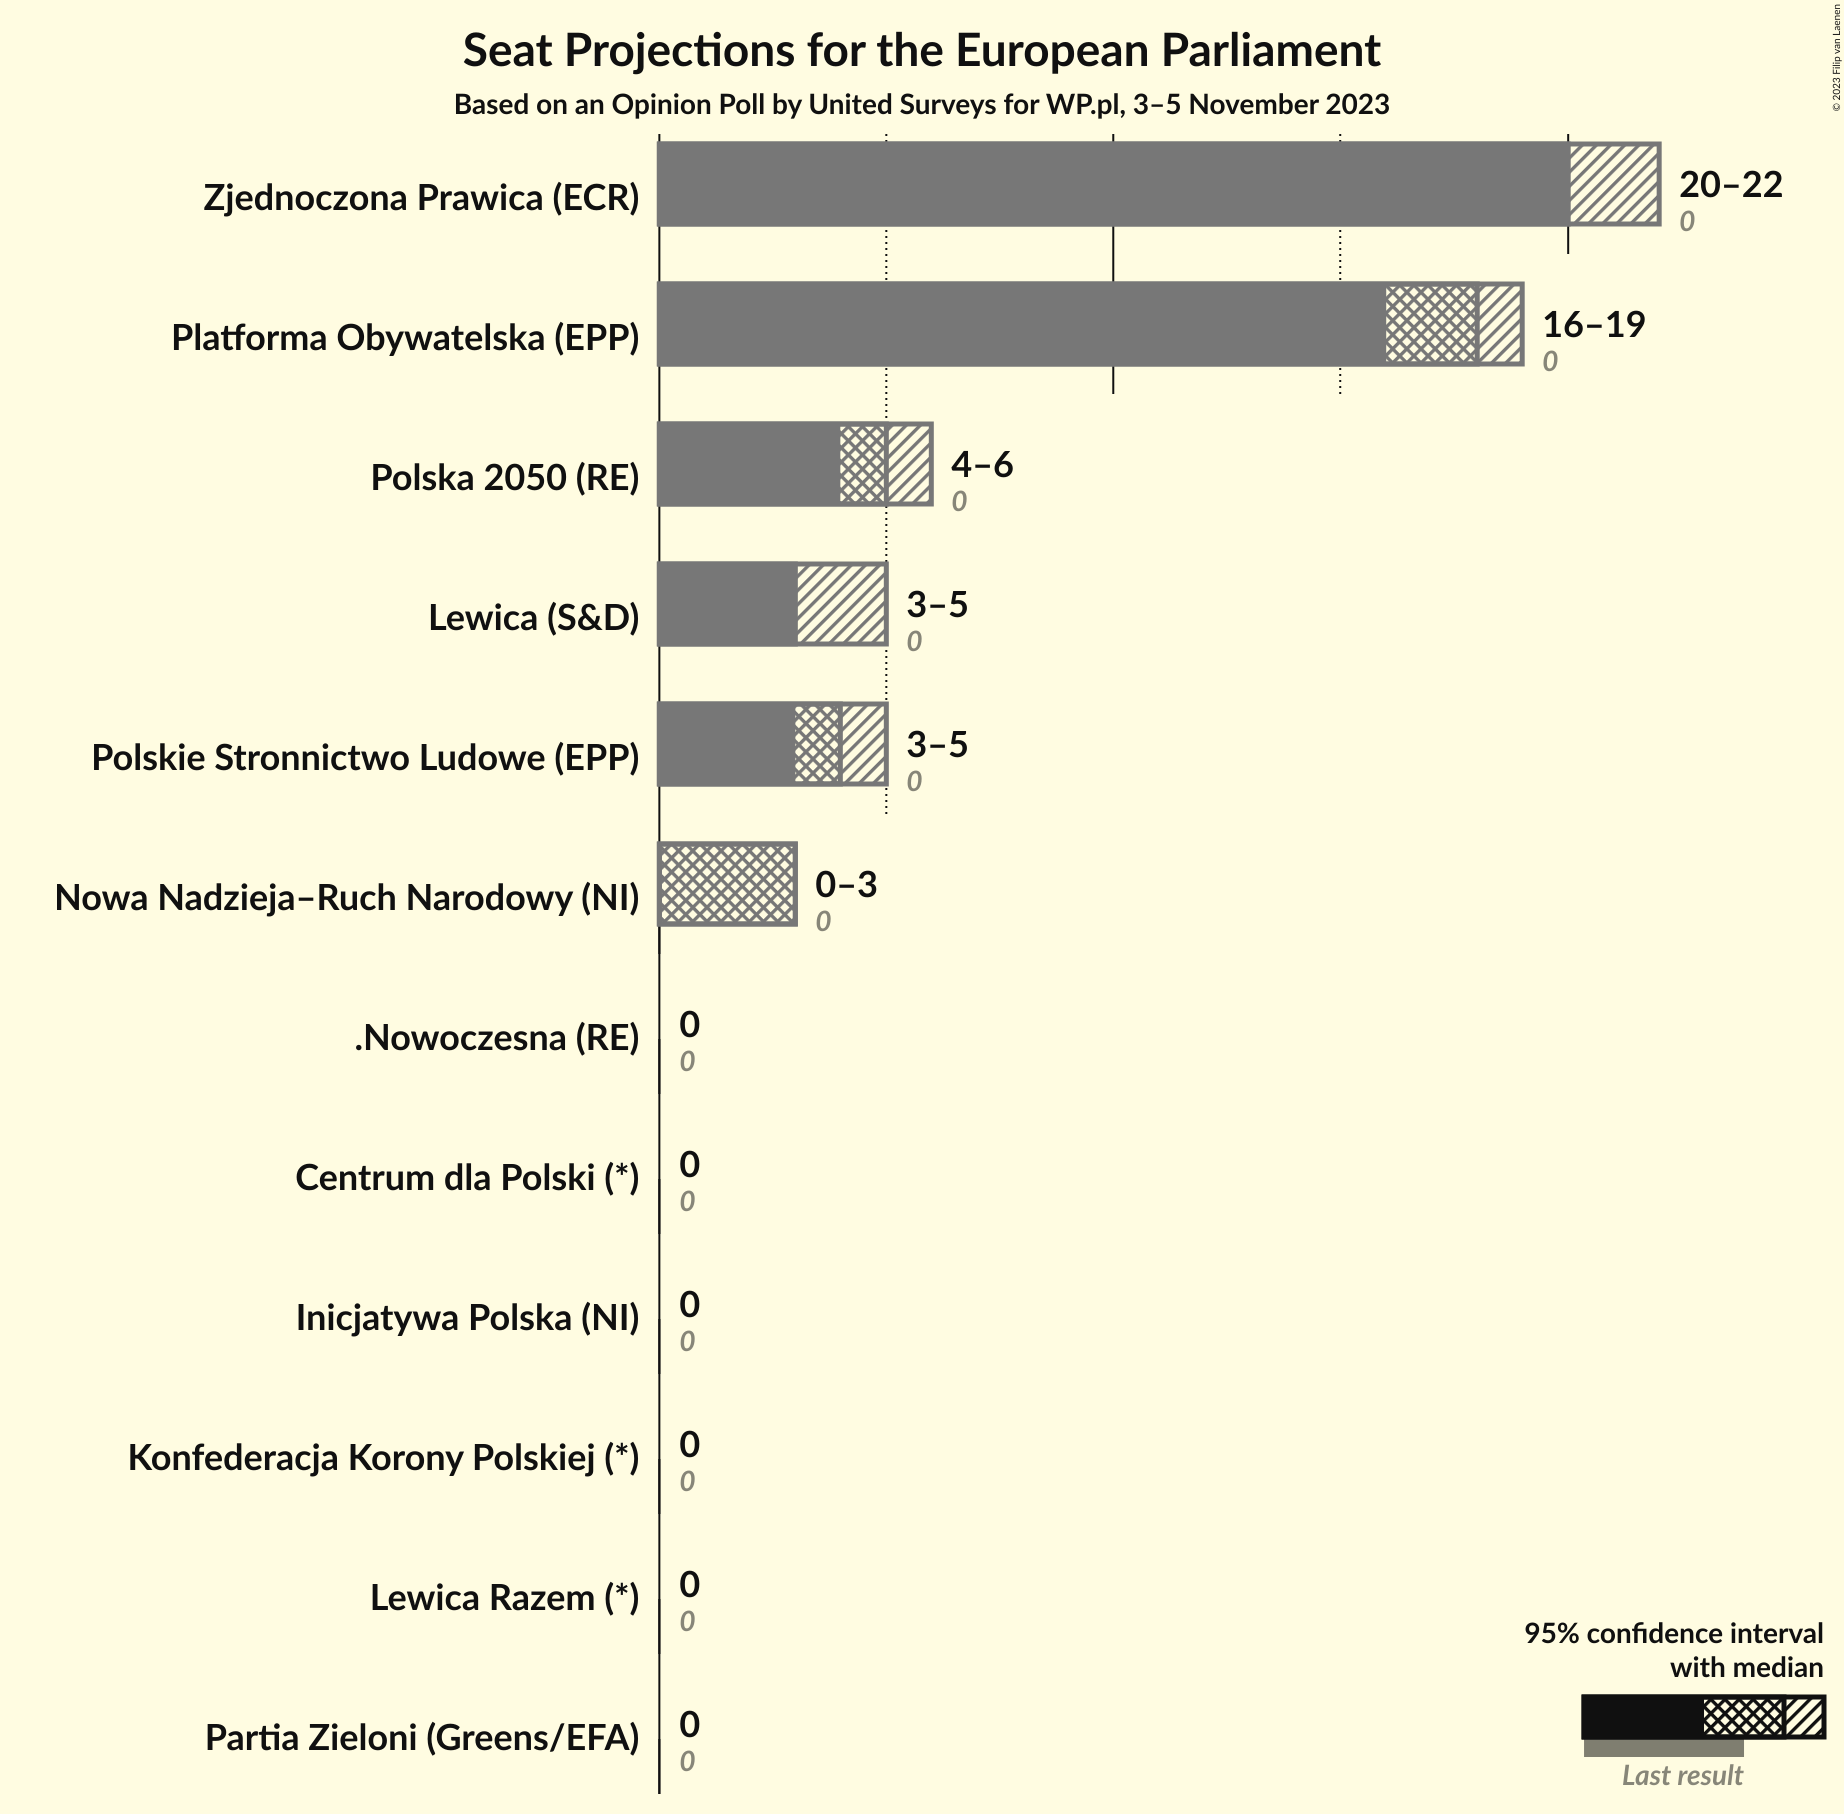 Seat Projections for the European Parliament
Based on an Opinion Poll by United Surveys for WP.pl, 3–5 November 2023
© 2023 Filip van Laenen
Zjednoczona Prawica (ECR)
20–22
0
Platforma Obywatelska (EPP)
16–19
0
Polska 2050 (RE)
4–6
0
Lewica (S&D)
3–5
0
Polskie Stronnictwo Ludowe (EPP)
3–5
0
Nowa Nadzieja–Ruch Narodowy (NI)
0–3
0
.Nowoczesna (RE)
0
0
Centrum dla Polski (*)
0
0
Inicjatywa Polska (NI)
0
0
Konfederacja Korony Polskiej (*)
0
0
Lewica Razem (*)
0
0
Partia Zieloni (Greens/EFA)
0
0
95% confidence interval
with median
Last result